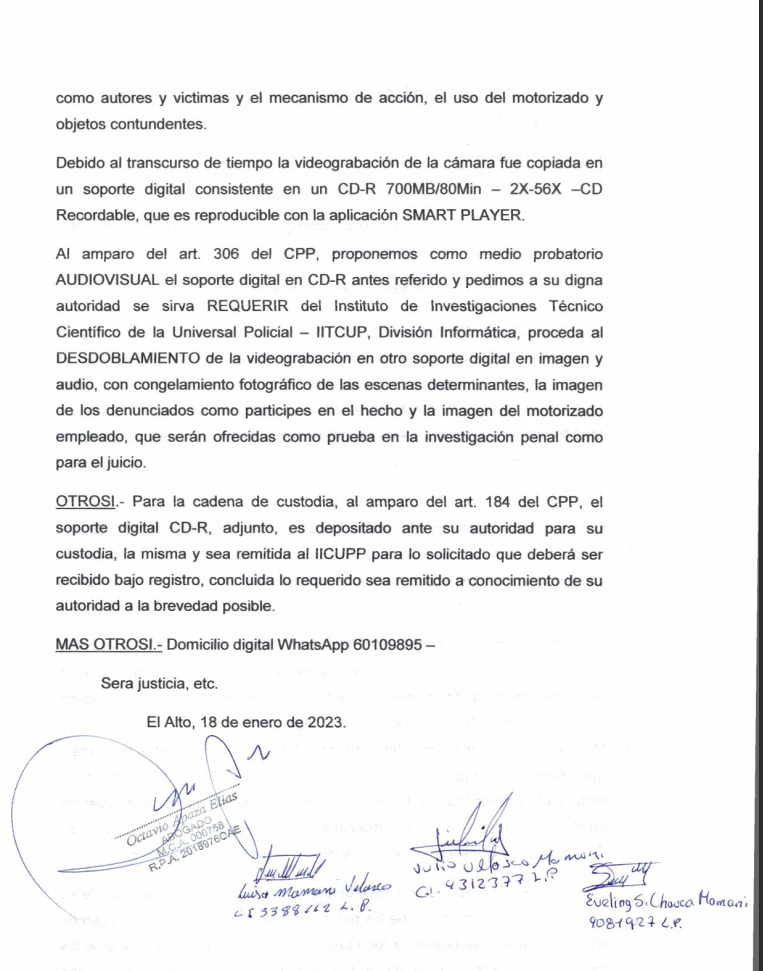 como autores y victimas y el mecanismo de acción, el uso del motorizado y
objetos contundentes.
Debido al transcurso de tiempo la videograbación de la cámara fue copiada en
un soporte digital consistente en un CD-R 700MB/80Min – 2X-56X –CD
Recordable, que es reproducible con la aplicación SMART PLAYER.
Al amparo del art. 306 del CPP, proponemos como medio probatorio
AUDIOVISUAL el soporte digital en CD-R antes referido y pedimos a su digna
autoridad se sirva REQUERIR del Instituto de Investigaciones Técnico
Científico de la Universal Policial – IITCUP, División Informática, proceda al
DESDOBLAMIENTO de la videograbación en otro soporte digital en imagen y
audio, con congelamiento fotográfico de las escenas determinantes, la imagen
de los denunciados como participes en el hecho y la imagen del motorizado
empleado, que serán ofrecidas como prueba en la investigación penal como
para el juicio.
OTROSI.- Para la cadena de custodia, al amparo del art. 184 del CPP, el
soporte digital CD-R, adjunto, es depositado ante su autoridad para su
custodia, la misma y sea remitida al IICUPP para lo solicitado que deberá ser
recibido bajo registro, concluida lo requerido sea remitido a conocimiento de su
autoridad a la brevedad posible.
MAS OTROSI.- Domicilio digital WhatsApp 60109895 –
Sera justicia, etc.
El Alto, 18 de enero de 2023.
Octavio Apaza Elias
ABOGADO
M.C.A. 000758
R.P.A. 2018976OAE
Luisa Mamani Velasco
C I 3388162 L. P.
Julio Velasco Mamani
C.I. 4312377 L.P
Eveling S. Chauca Mamani
9081927 L.P.